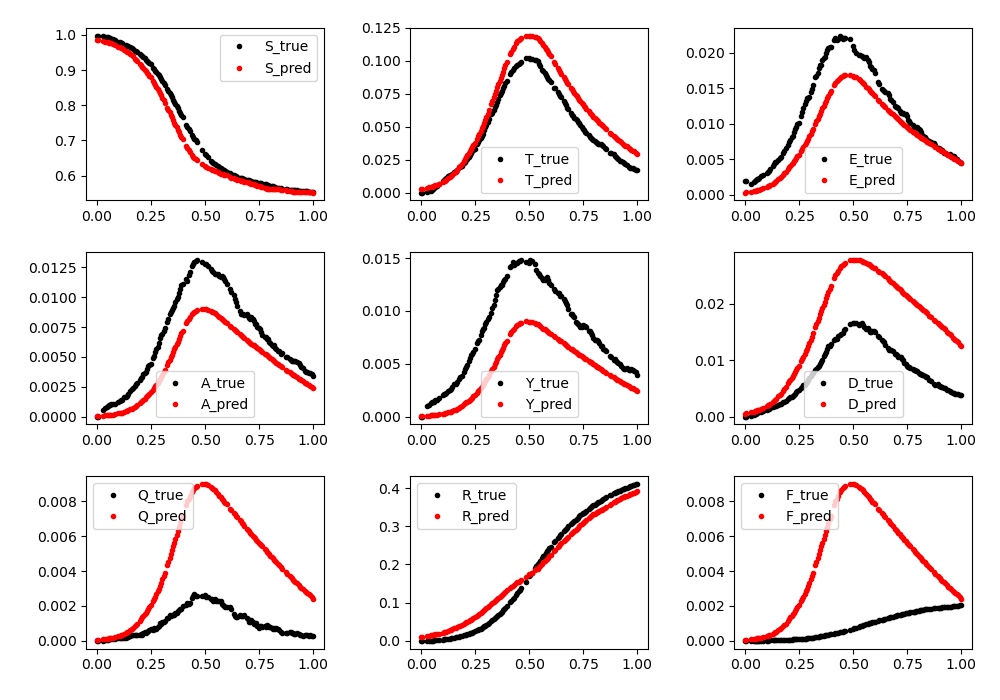 1.0
0.9
0.8
0.7
0.6
S_true
S_pred
0.00 0.25 0.50 0.75 1.00
0.125
0.100
0.075
0.050
0.025
0.000
T_true
T_pred
0.00 0.25 0.50 0.75 1.00
0.020
0.015
0.010
0.005
0.000
E_true
E_pred
0.00 0.25 0.50 0.75 1.00
0.0125
0.0100
0.0075
0.0050
0.0025
0.0000
A_true
A_pred
0.00 0.25 0.50 0.75 1.00
0.015
0.010
0.005
0.000
Y_true
Y_pred
0.00 0.25 0.50 0.75 1.00
0.02
0.01
0.00
D_true
D_pred
0.00 0.25 0.50 0.75 1.00
0.008
0.006
0.004
0.002
0.000
Q_true
Q_pred
0.00 0.25 0.50 0.75 1.00
0.4
0.3
0.2
0.1
0.0
R_true
R_pred
0.00 0.25 0.50 0.75 1.00
0.008
0.006
0.004
0.002
0.000
F_true
F_pred
0.00 0.25 0.50 0.75 1.00